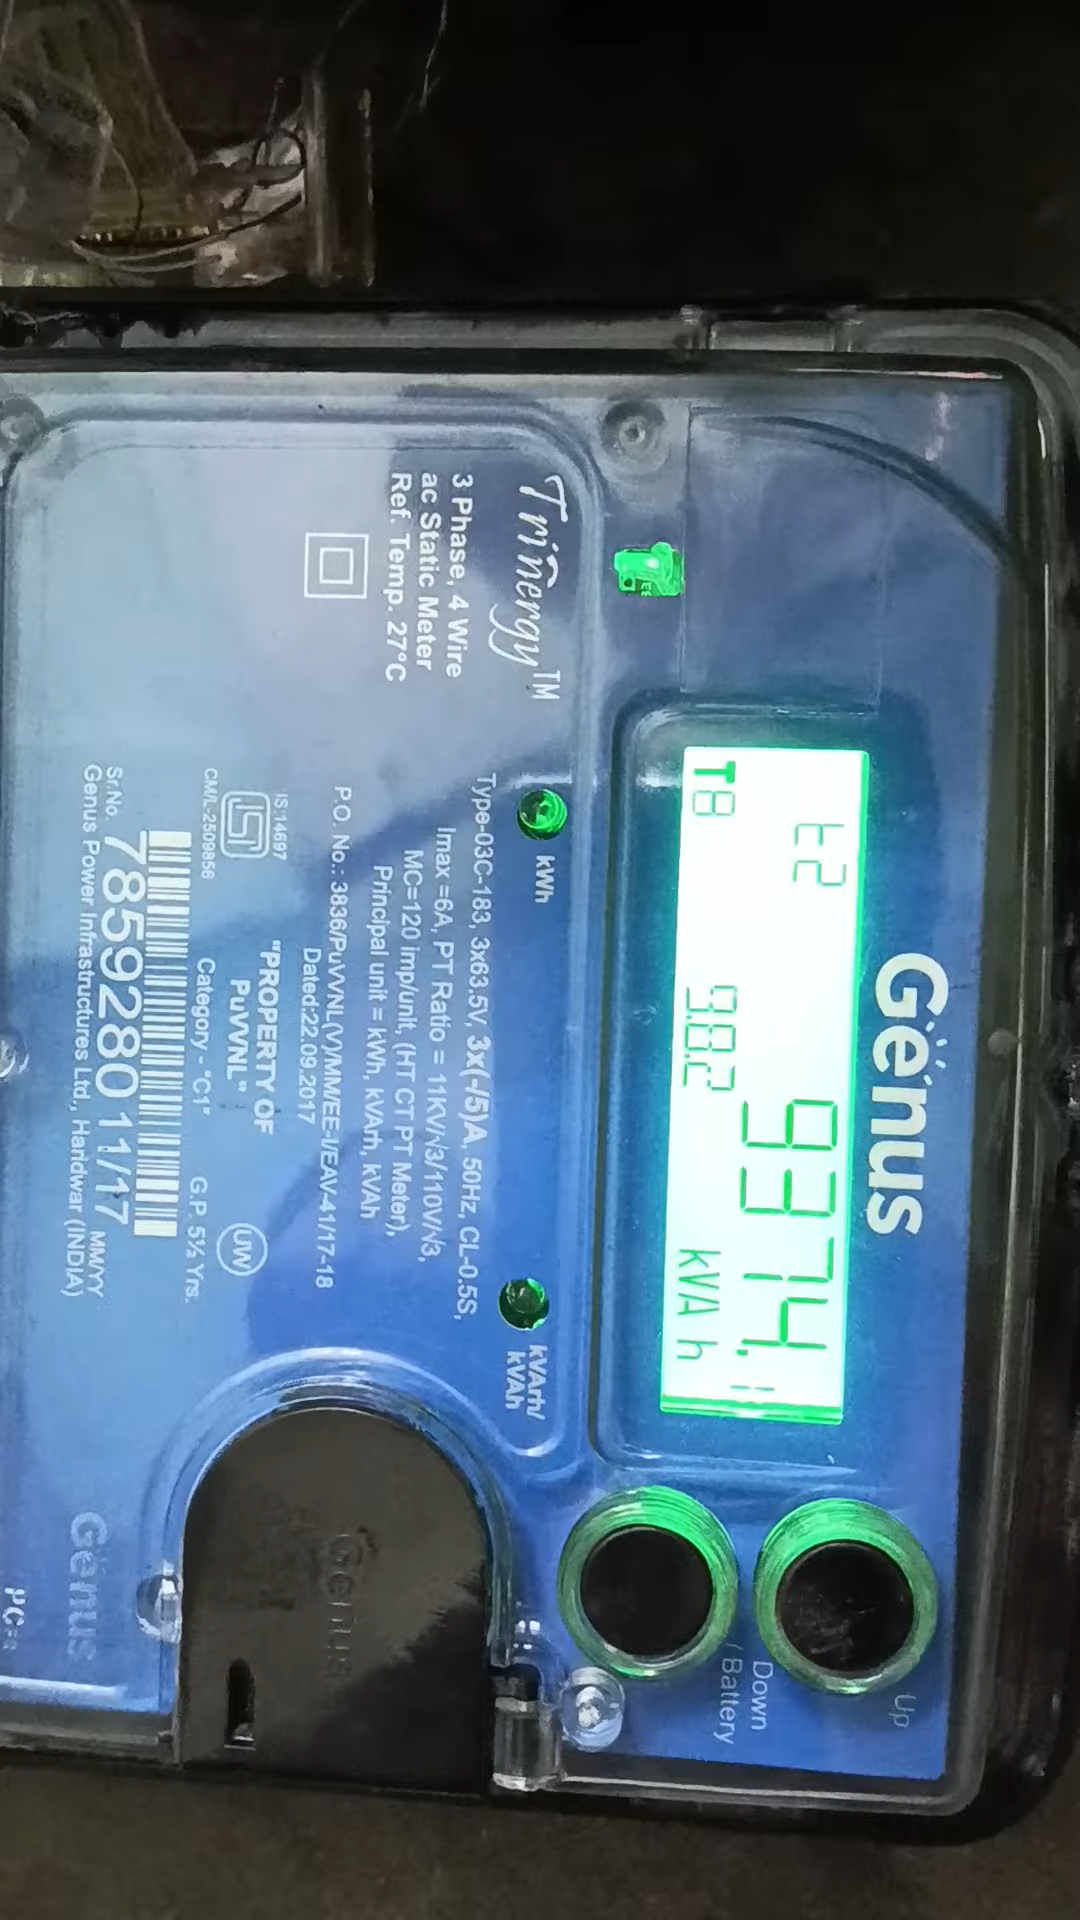 Genus
t2
9374.1
T8 9.8.2 kVAh
Up
Down
/ Battery
Trinergy™
3 Phase, 4 Wire
ac Static Meter
Ref. Temp. 27°C
kWh
kVArh/
kVAh
Type-03C-183, 3x63.5V, 3x(-/5)A, 50Hz, CL-0.5S,
Imax =6A, PT Ratio = 11KV/√3/110V/√3,
MC=120 imp/unit, (HT CT PT Meter),
Principal unit = kWh, kVArh, kVAh
P.O. No.: 3836/PuVVNL(V)/MM/EE-I/EAV-41/17-18
Dated:22.09.2017
IS:14697
CM/L-2509856
"PROPERTY OF
PuVVNL"
UW
Category - "C1"
G.P. 5½ Yrs.
Sr.No. 78592280 11/17 MM/YY
Genus Power Infrastructures Ltd., Haridwar (INDIA)
Genus
Genus